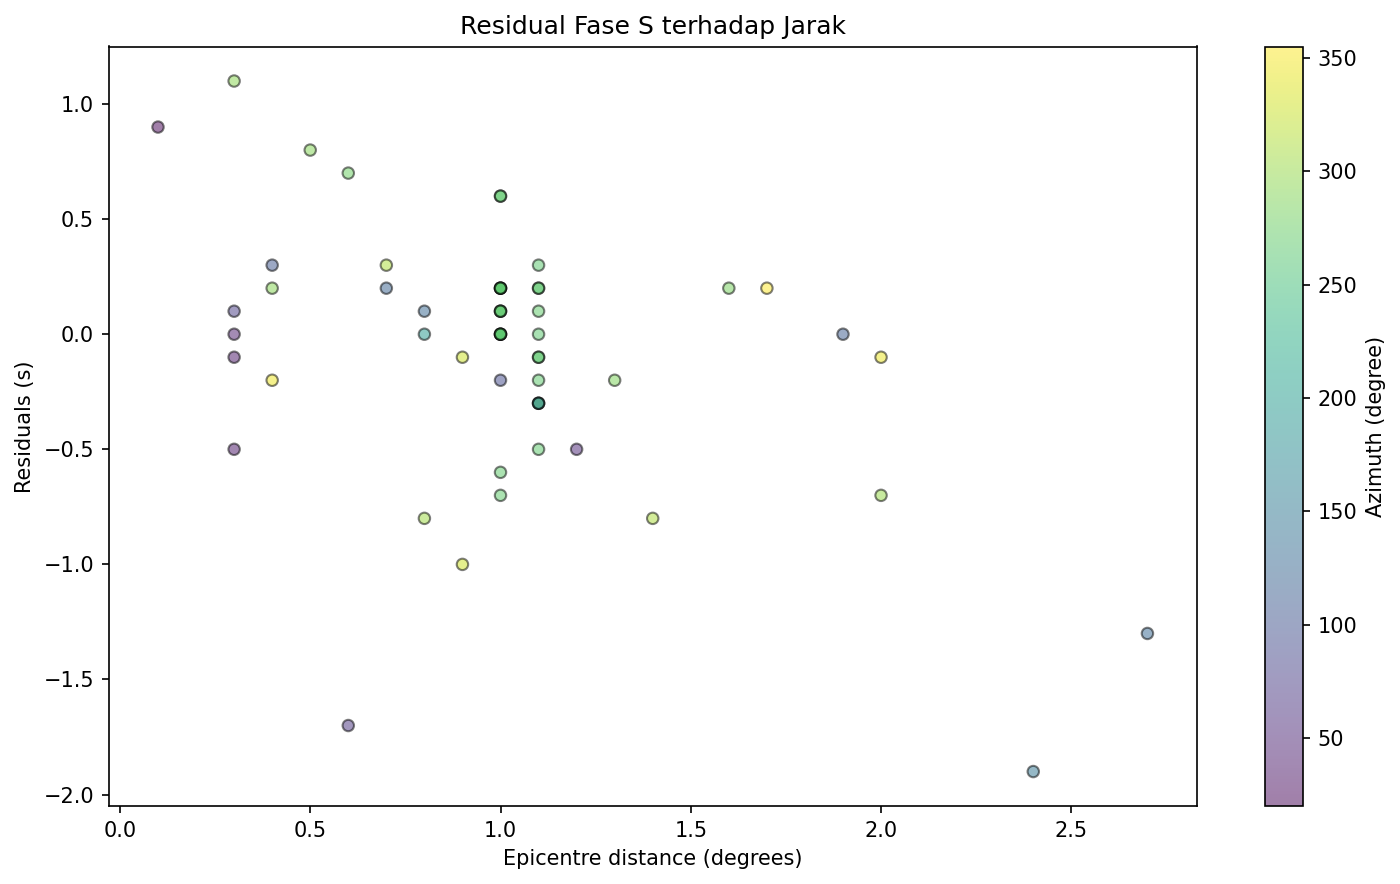 Residual Fase S terhadap Jarak
Residuals (s)
1.0
0.5
0.0
−0.5
−1.0
−1.5
−2.0
0.0 0.5 1.0 1.5 2.0 2.5
Epicentre distance (degrees)
350
300
250
200
150
100
50
Azimuth (degree)